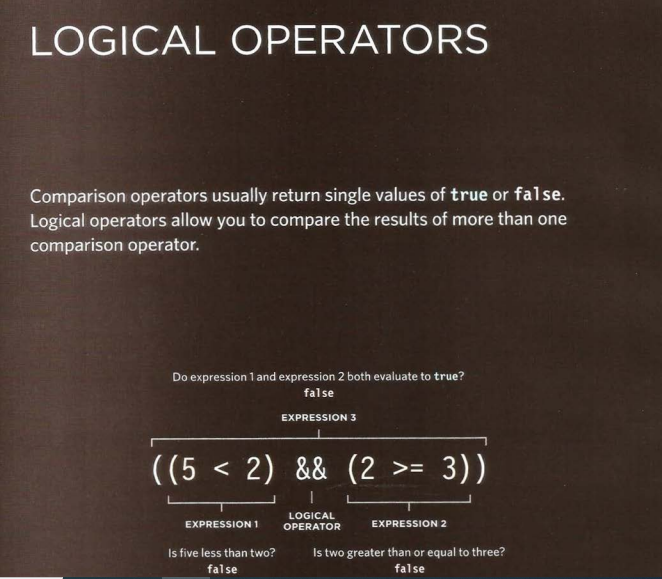 LOGICAL OPERATORS
Comparison operators usually return single values of true or false.
Logical operators allow you to compare the results of more than one
comparison operator.
Do expression 1 and expression 2 both evaluate to true?
false
EXPRESSION 3
((5 < 2) && (2 >= 3))
EXPRESSION 1
LOGICAL
OPERATOR
EXPRESSION 2
Is five less than two?
false
Is two greater than or equal to three?
false